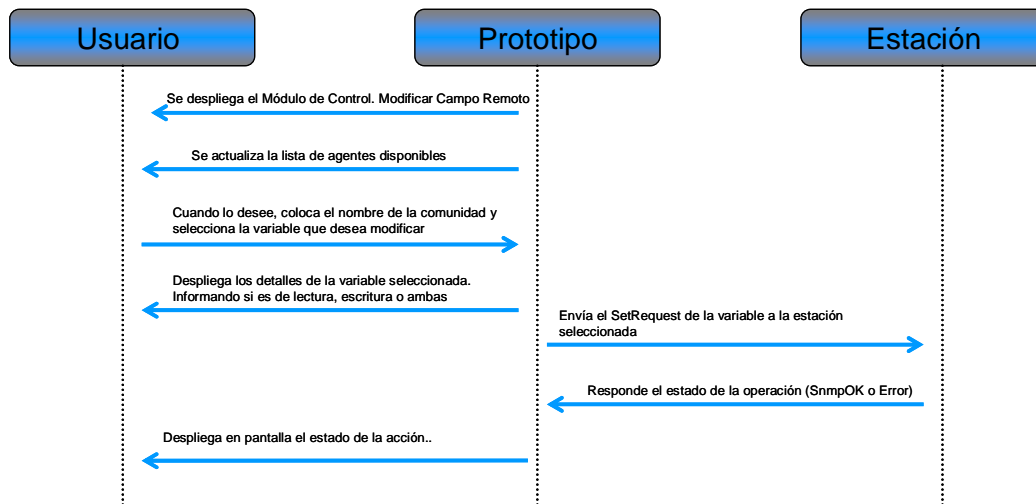 Usuario
Prototipo
Estación
Se despliega el Módulo de Control. Modificar Campo Remoto
Se actualiza la lista de agentes disponibles
Cuando lo desee, coloca el nombre de la comunidad y
selecciona la variable que desea modificar
Despliega los detalles de la variable seleccionada.
Informando si es de lectura, escritura o ambas
Envía el SetRequest de la variable a la estación
seleccionada
Responde el estado de la operación (SnmpOK o Error)
Despliega en pantalla el estado de la acción..